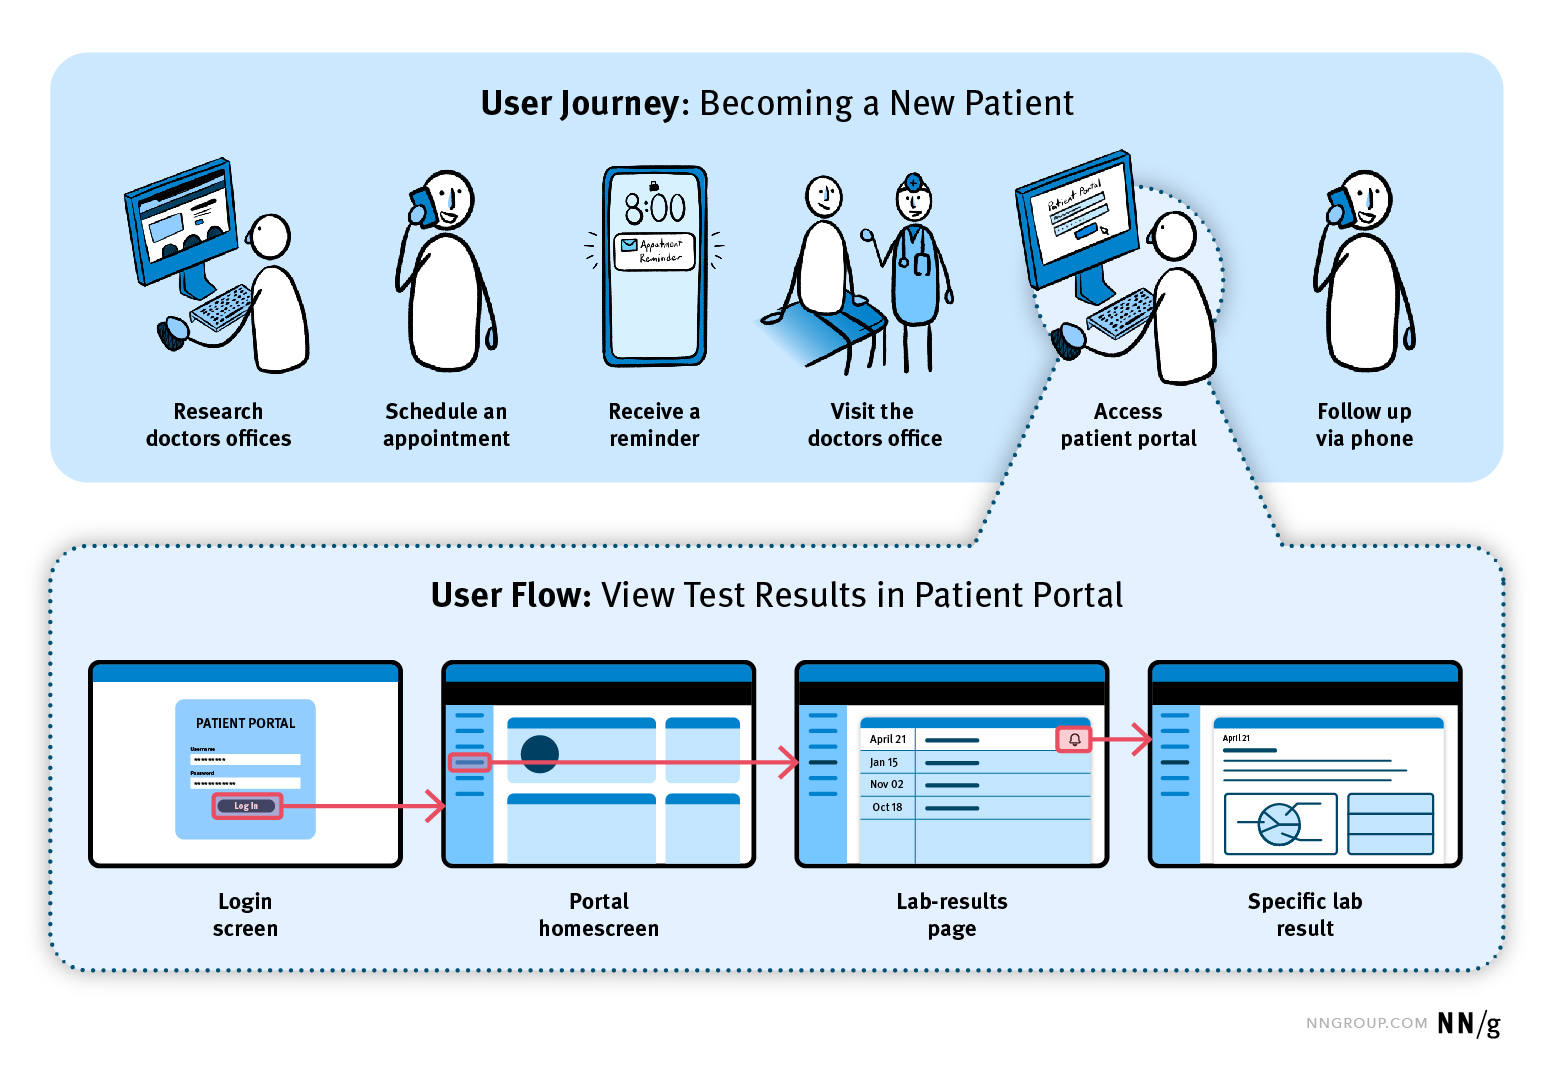 User Journey: Becoming a New Patient
8:00
Appointment
Reminder
Patient Portal
Research
doctors offices
Schedule an
appointment
Receive a
reminder
Visit the
doctors office
Access
patient portal
Follow up
via phone
User Flow: View Test Results in Patient Portal
PATIENT PORTAL
Username
*********
Password
************
Log In
April 21
Jan 15
Nov 02
Oct 18
April 21
Login
screen
Portal
homescreen
Lab-results
page
Specific lab
result
NNGROUP.COM NN/g